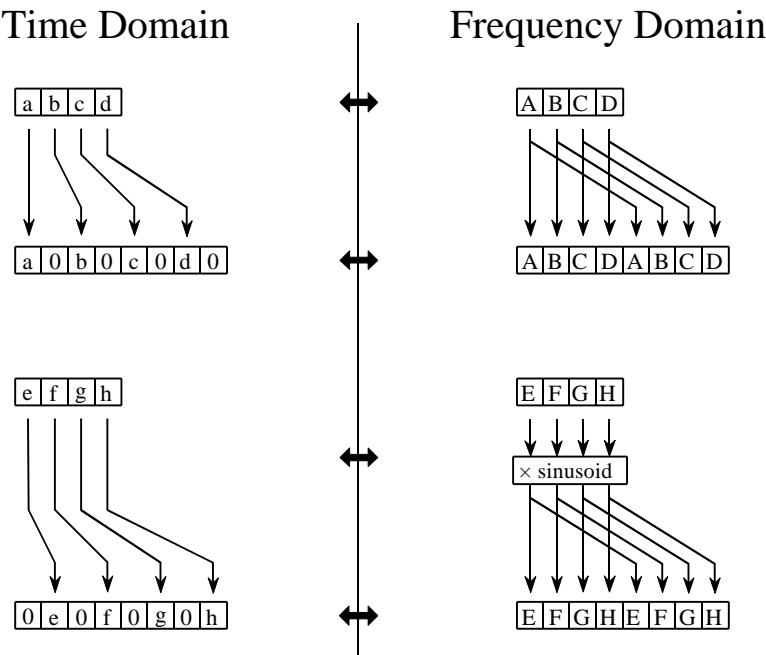 Time Domain Frequency Domain
a b c d A B C D
a 0 b 0 c 0 d 0 A B C D A B C D
e f g h E F G H
× sinusoid
0 e 0 f 0 g 0 h E F G H E F G H